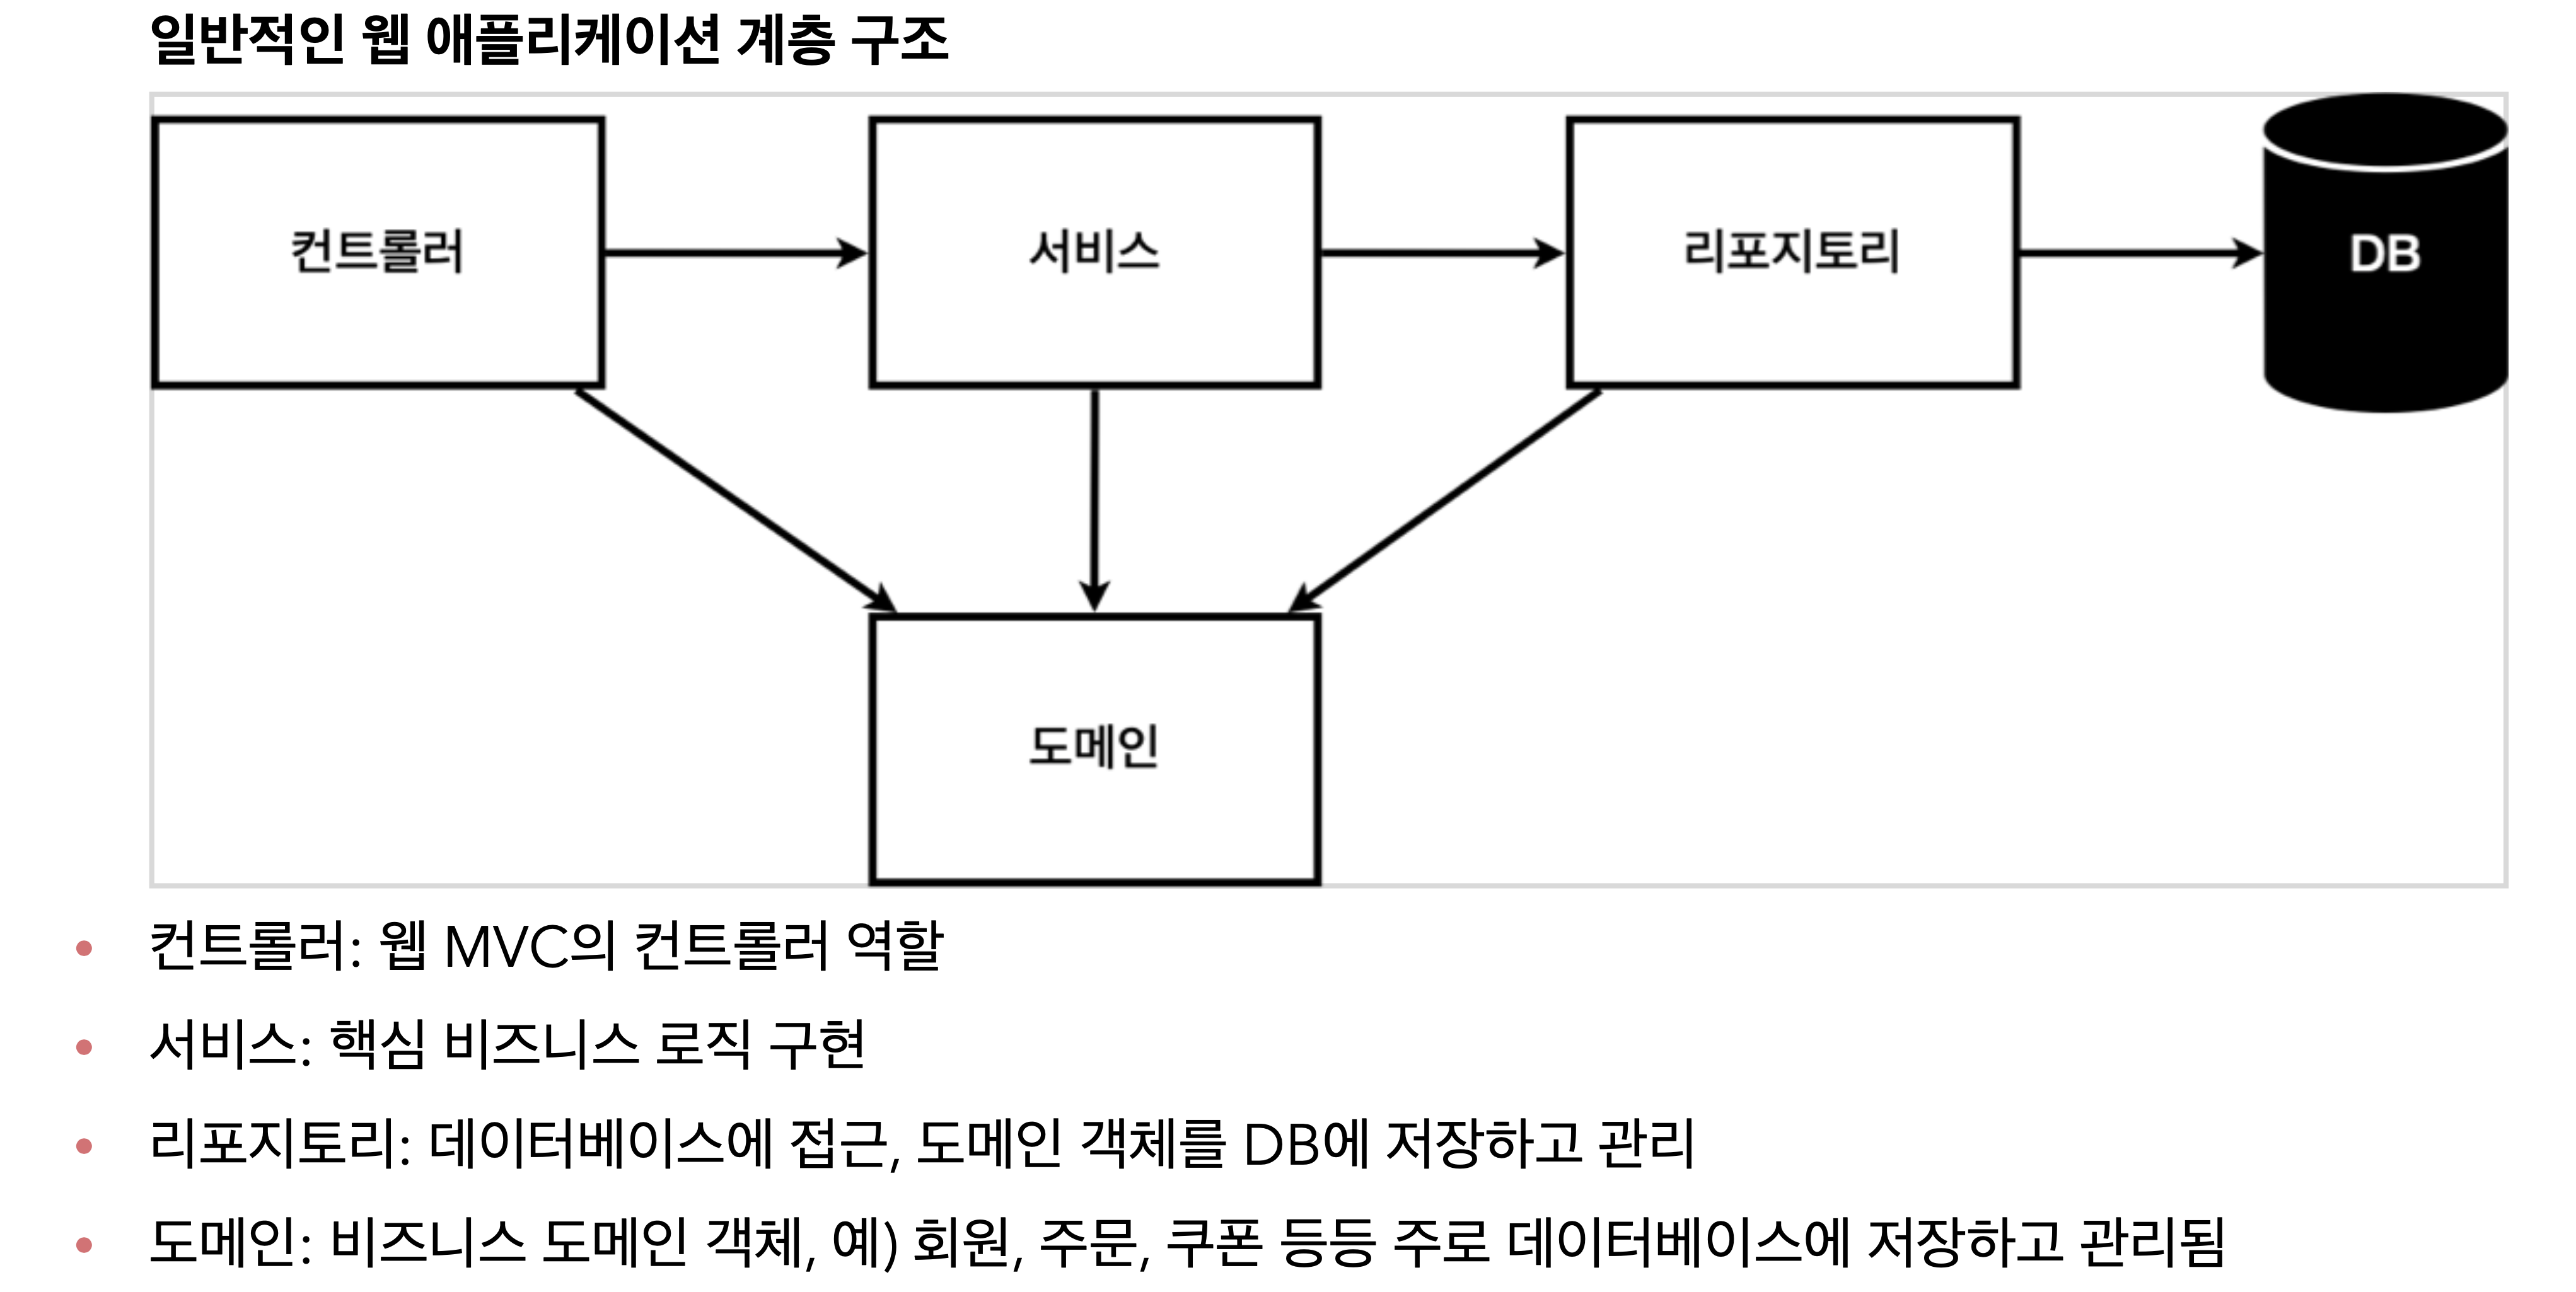 일반적인 웹 애플리케이션 계층 구조
컨트롤러
서비스
리포지토리
DB
도메인
컨트롤러: 웹 MVC의 컨트롤러 역할
서비스: 핵심 비즈니스 로직 구현
리포지토리: 데이터베이스에 접근, 도메인 객체를 DB에 저장하고 관리
도메인: 비즈니스 도메인 객체, 예) 회원, 주문, 쿠폰 등등 주로 데이터베이스에 저장하고 관리됨